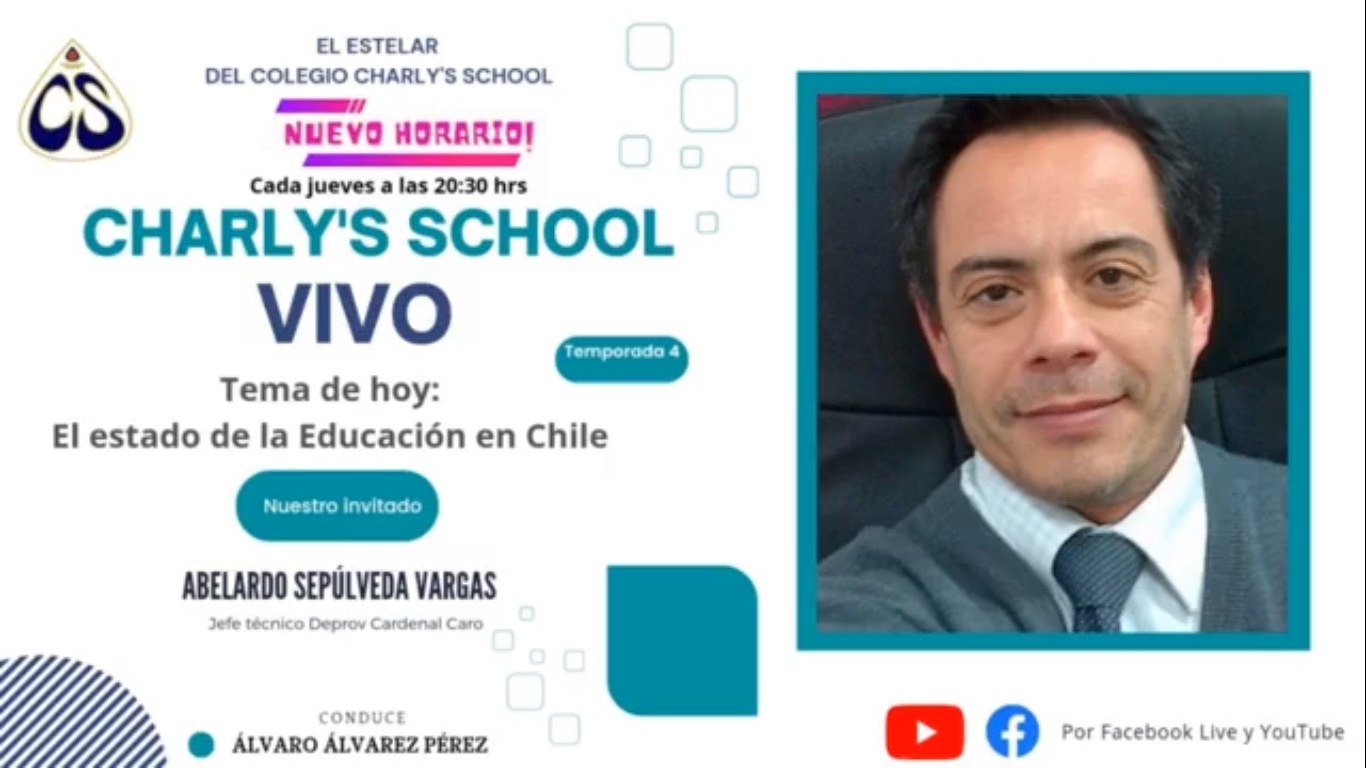 CS
EL ESTELAR
DEL COLEGIO CHARLY'S SCHOOL
NUEVO HORARIO!
Cada jueves a las 20:30 hrs
CHARLY'S SCHOOL
VIVO
Temporada 4
Tema de hoy:
El estado de la Educación en Chile
Nuestro invitado
ABELARDO SEPÚLVEDA VARGAS
Jefe técnico Deprov Cardenal Caro
CONDUCE
ÁLVARO ÁLVAREZ PÉREZ
Por Facebook Live y YouTube